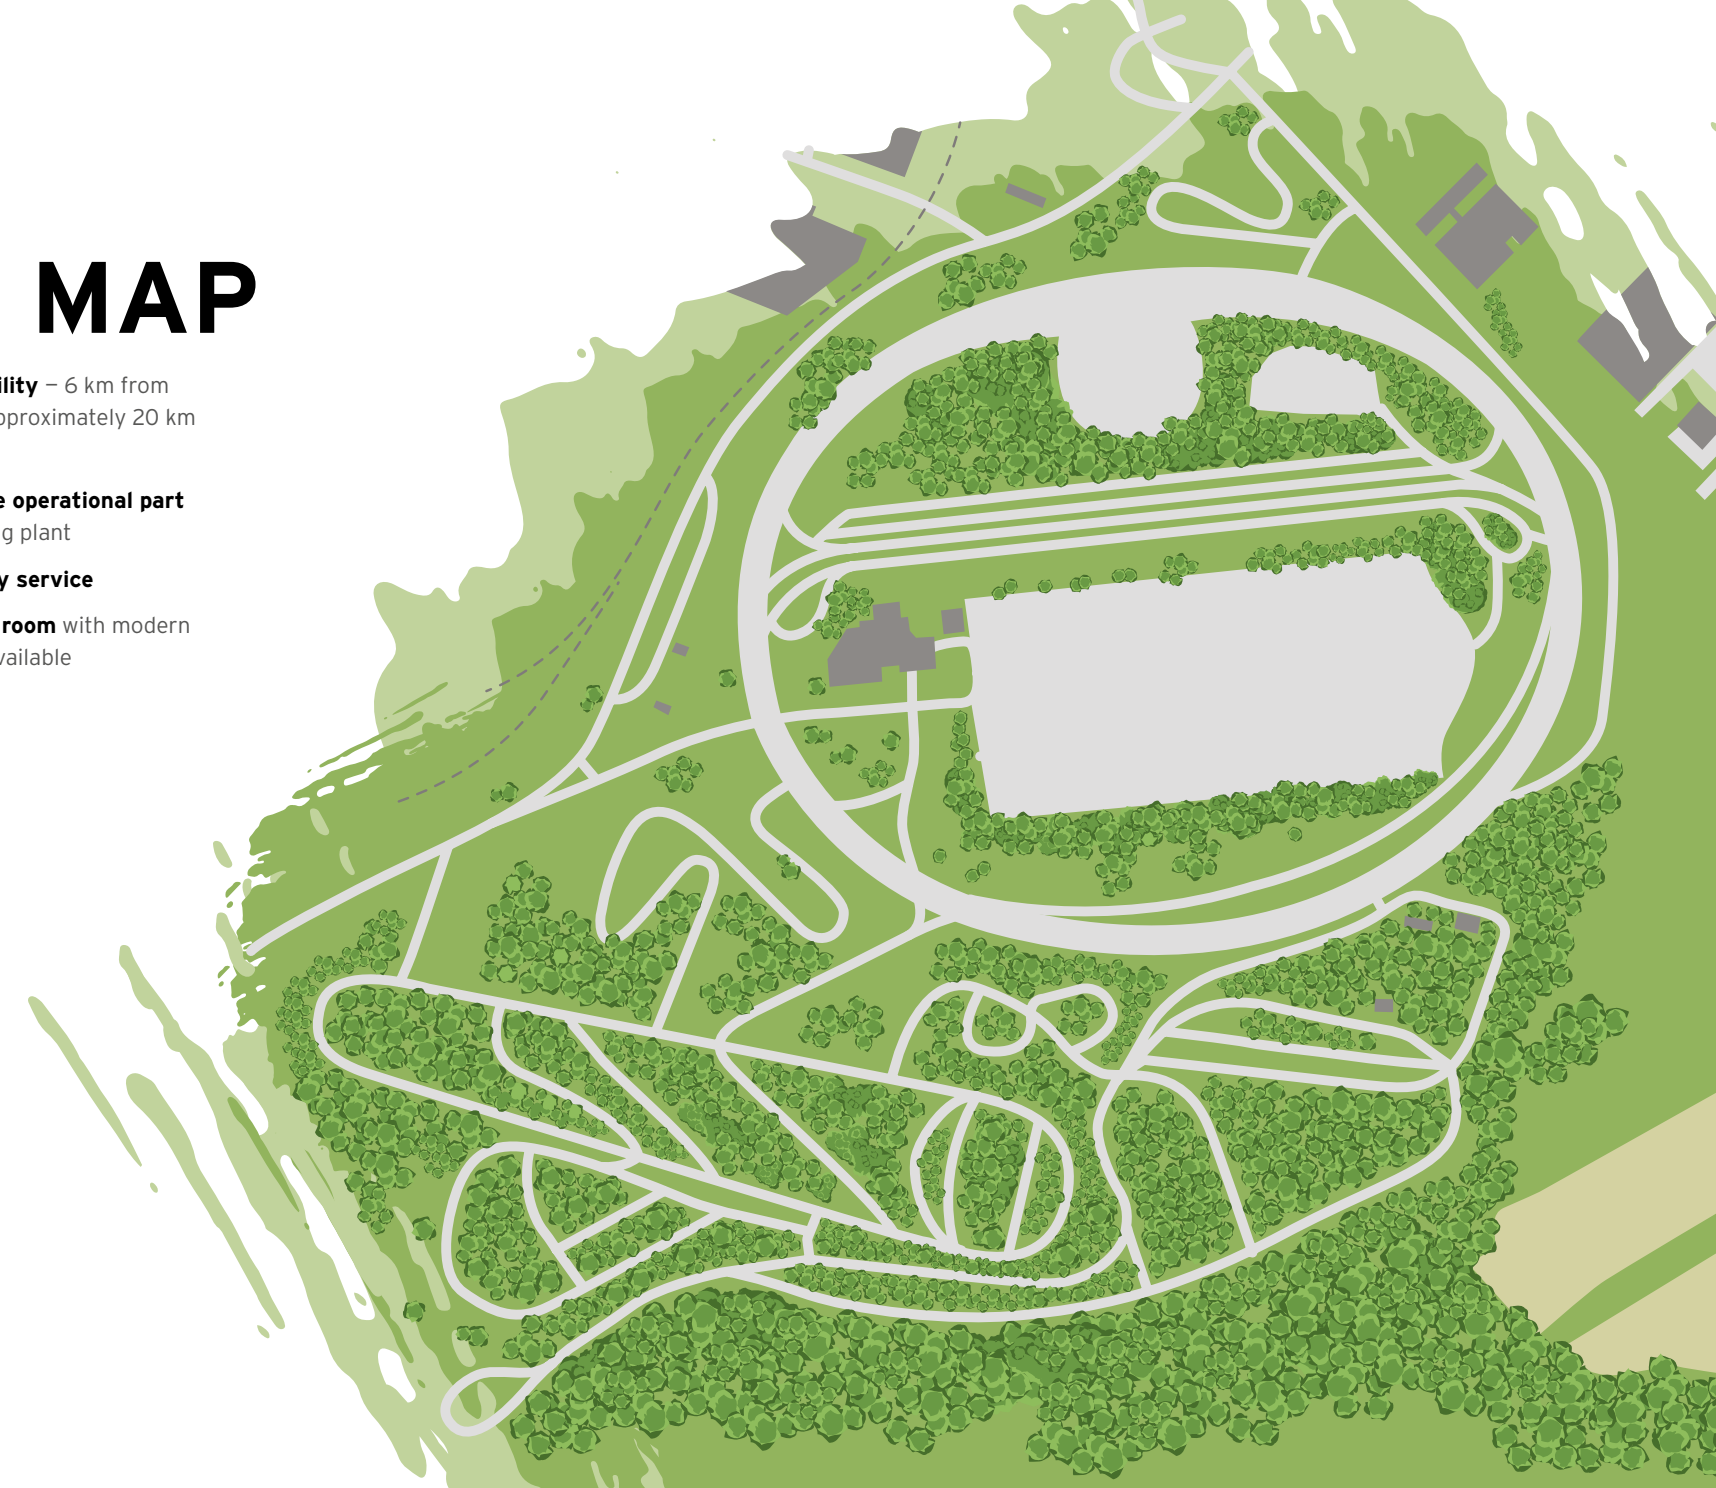 MAP
ility – 6 km from
pproximately 20 km
e operational part
g plant
y service
room with modern
vailable